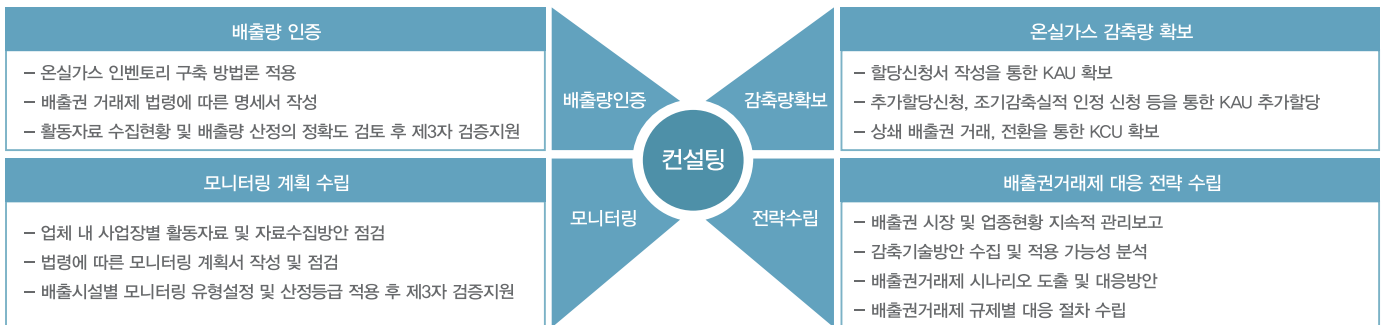 배출량 인증
– 온실가스 인벤토리 구축 방법론 적용
– 배출권 거래제 법령에 따른 명세서 작성
– 활동자료 수집현황 및 배출량 산정의 정확도 검토 후 제3자 검증지원
배출량인증
감축량확보
온실가스 감축량 확보
– 할당신청서 작성을 통한 KAU 확보
– 추가할당신청, 조기감축실적 인정 신청 등을 통한 KAU 추가할당
– 상쇄 배출권 거래, 전환을 통한 KCU 확보
컨설팅
모니터링 계획 수립
– 업체 내 사업장별 활동자료 및 자료수집방안 점검
– 법령에 따른 모니터링 계획서 작성 및 점검
– 배출시설별 모니터링 유형설정 및 산정등급 적용 후 제3자 검증지원
모니터링
전략수립
배출권거래제 대응 전략 수립
– 배출권 시장 및 업종현황 지속적 관리보고
– 감축기술방안 수집 및 적용 가능성 분석
– 배출권거래제 시나리오 도출 및 대응방안
– 배출권거래제 규제별 대응 절차 수립